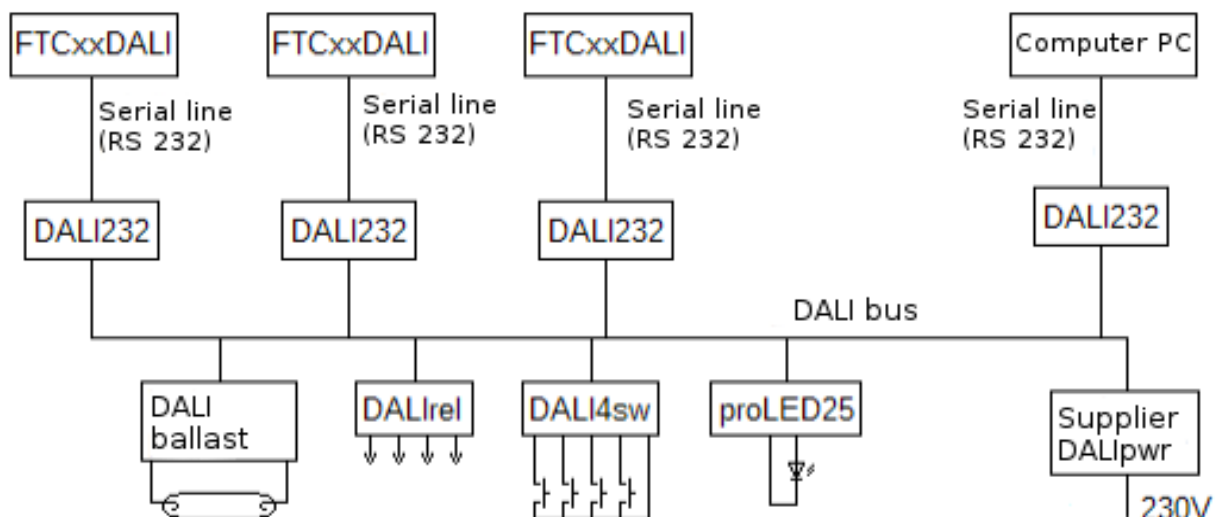 FTCxxDALI
FTCxxDALI
FTCxxDALI
Computer PC
Serial line
(RS 232)
Serial line
(RS 232)
Serial line
(RS 232)
Serial line
(RS 232)
DALI232
DALI232
DALI232
DALI232
DALI bus
DALI
ballast
DALIrel
DALI4sw
proLED25
Supplier
DALIpwr
230V